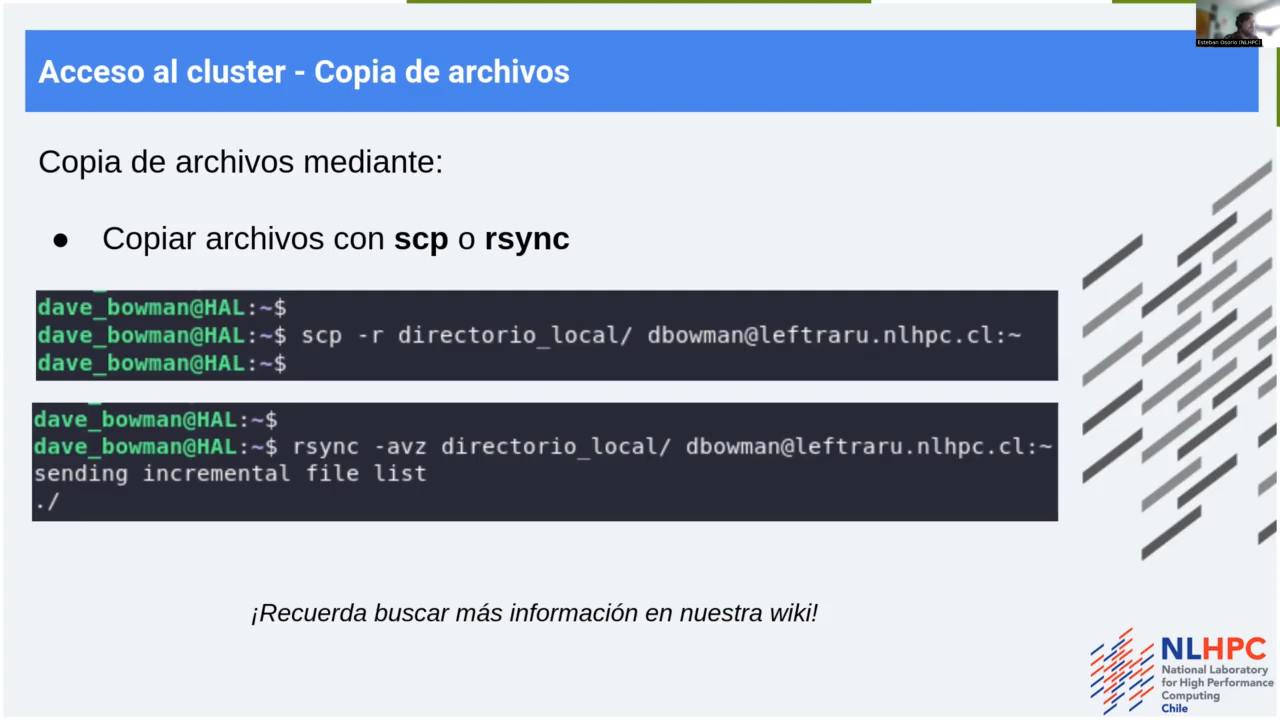 Esteban Osorio (NLHPC)
Acceso al cluster - Copia de archivos
Copia de archivos mediante:
● Copiar archivos con scp o rsync
dave_bowman@HAL:~$
dave_bowman@HAL:~$ scp -r directorio_local/ dbowman@leftraru.nlhpc.cl:~
dave_bowman@HAL:~$
dave_bowman@HAL:~$
dave_bowman@HAL:~$ rsync -avz directorio_local/ dbowman@leftraru.nlhpc.cl:~
sending incremental file list
./
¡Recuerda buscar más información en nuestra wiki!
NLHPC
National Laboratory
for High Performance
Computing
Chile